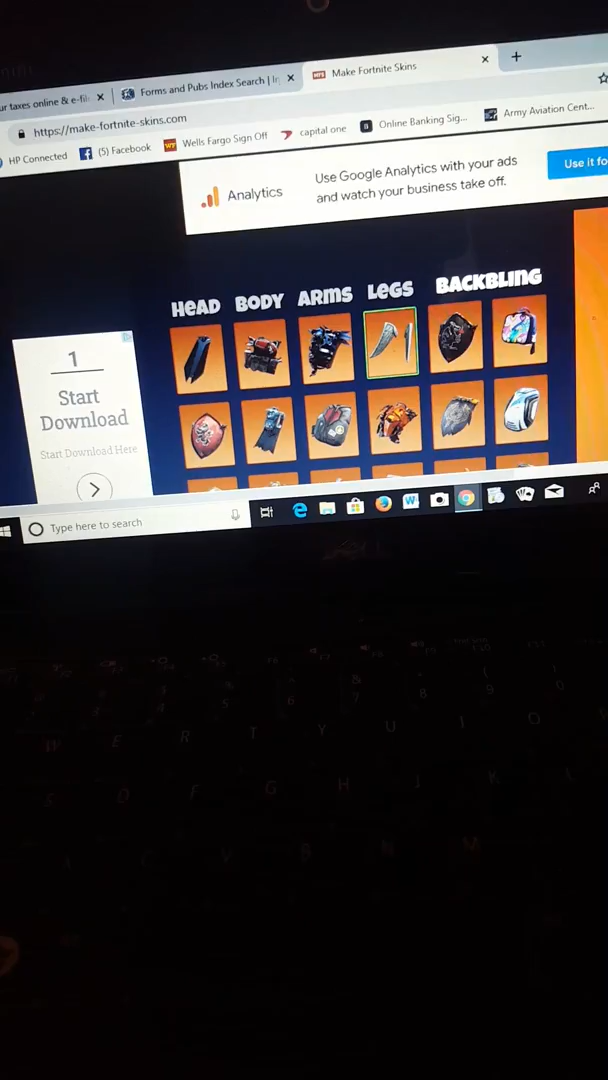 ur taxes online & e-fil
Forms and Pubs Index Search | In
Make Fortnite Skins
https://make-fortnite-skins.com
HP Connected
(5) Facebook
WF
Wells Fargo Sign Off
capital one
Online Banking Sig...
Army Aviation Cent...
Analytics
Use Google Analytics with your ads
and watch your business take off.
Use it fo
HEAD BODY ARMS LEGS BACKBLING
1
Start
Download
Start Download Here
Type here to search
W E R T Y U I O